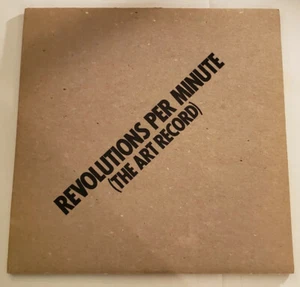 REVOLUTIONS PER MINUTE
(THE ART RECORD)